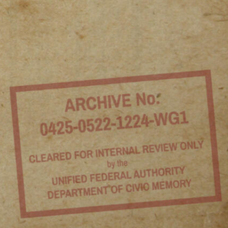 ARCHIVE No:
0425-0522-1224-WG1
CLEARED FOR INTERNAL REVIEW ONLY
by the
UNIFIED FEDERAL AUTHORITY
DEPARTMENT OF CIVIC MEMORY